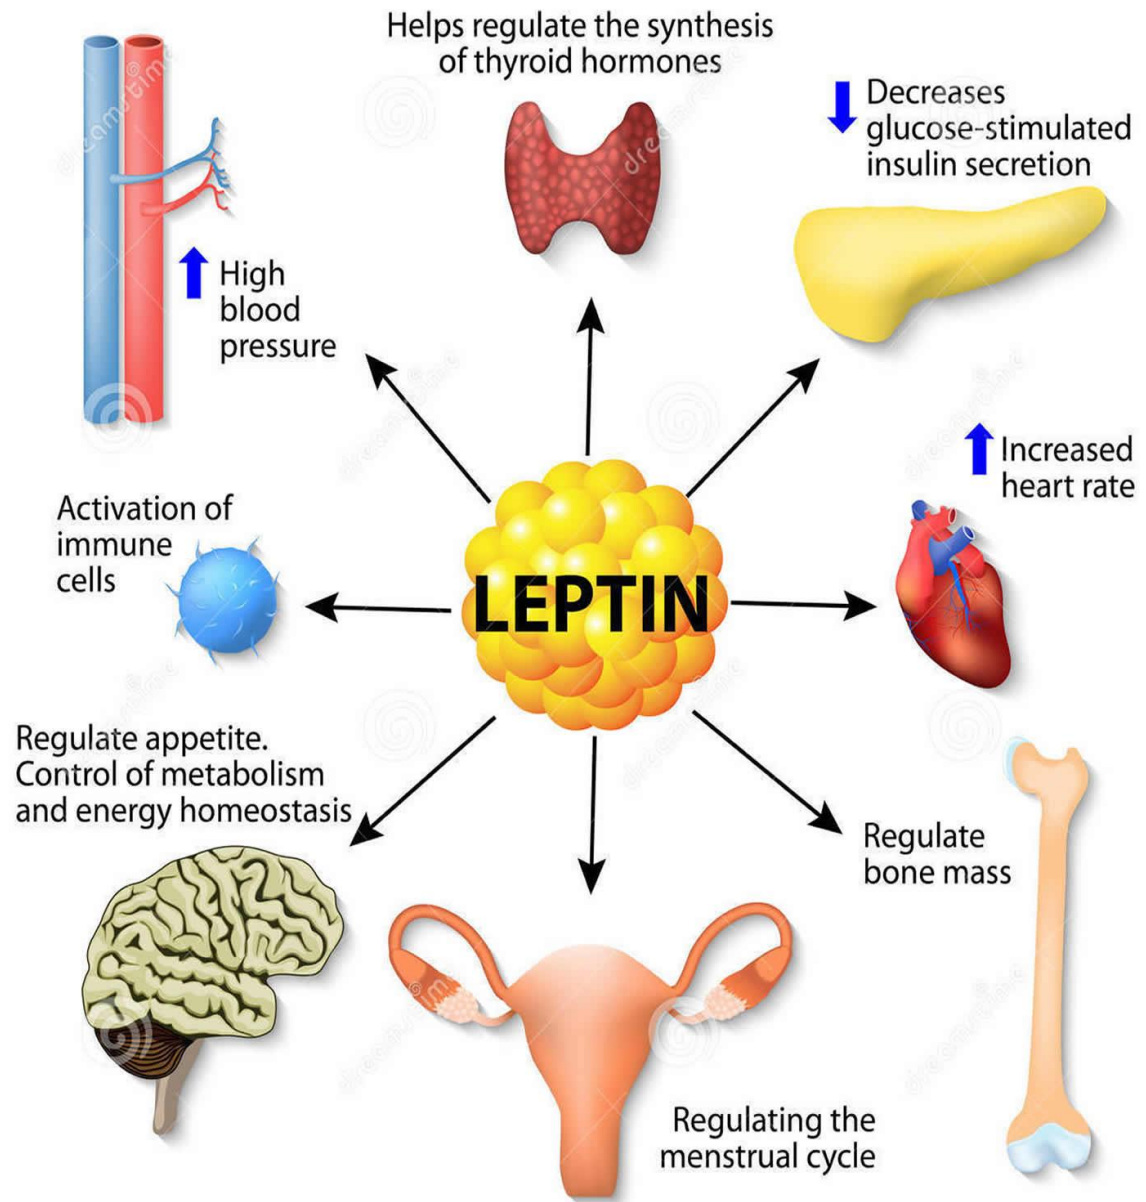 Helps regulate the synthesis
of thyroid hormones
Decreases
glucose-stimulated
insulin secretion
High
blood
pressure
Increased
heart rate
Activation of
immune
cells
LEPTIN
Regulate appetite.
Control of metabolism
and energy homeostasis
Regulate
bone mass
Regulating the
menstrual cycle
dreamstime